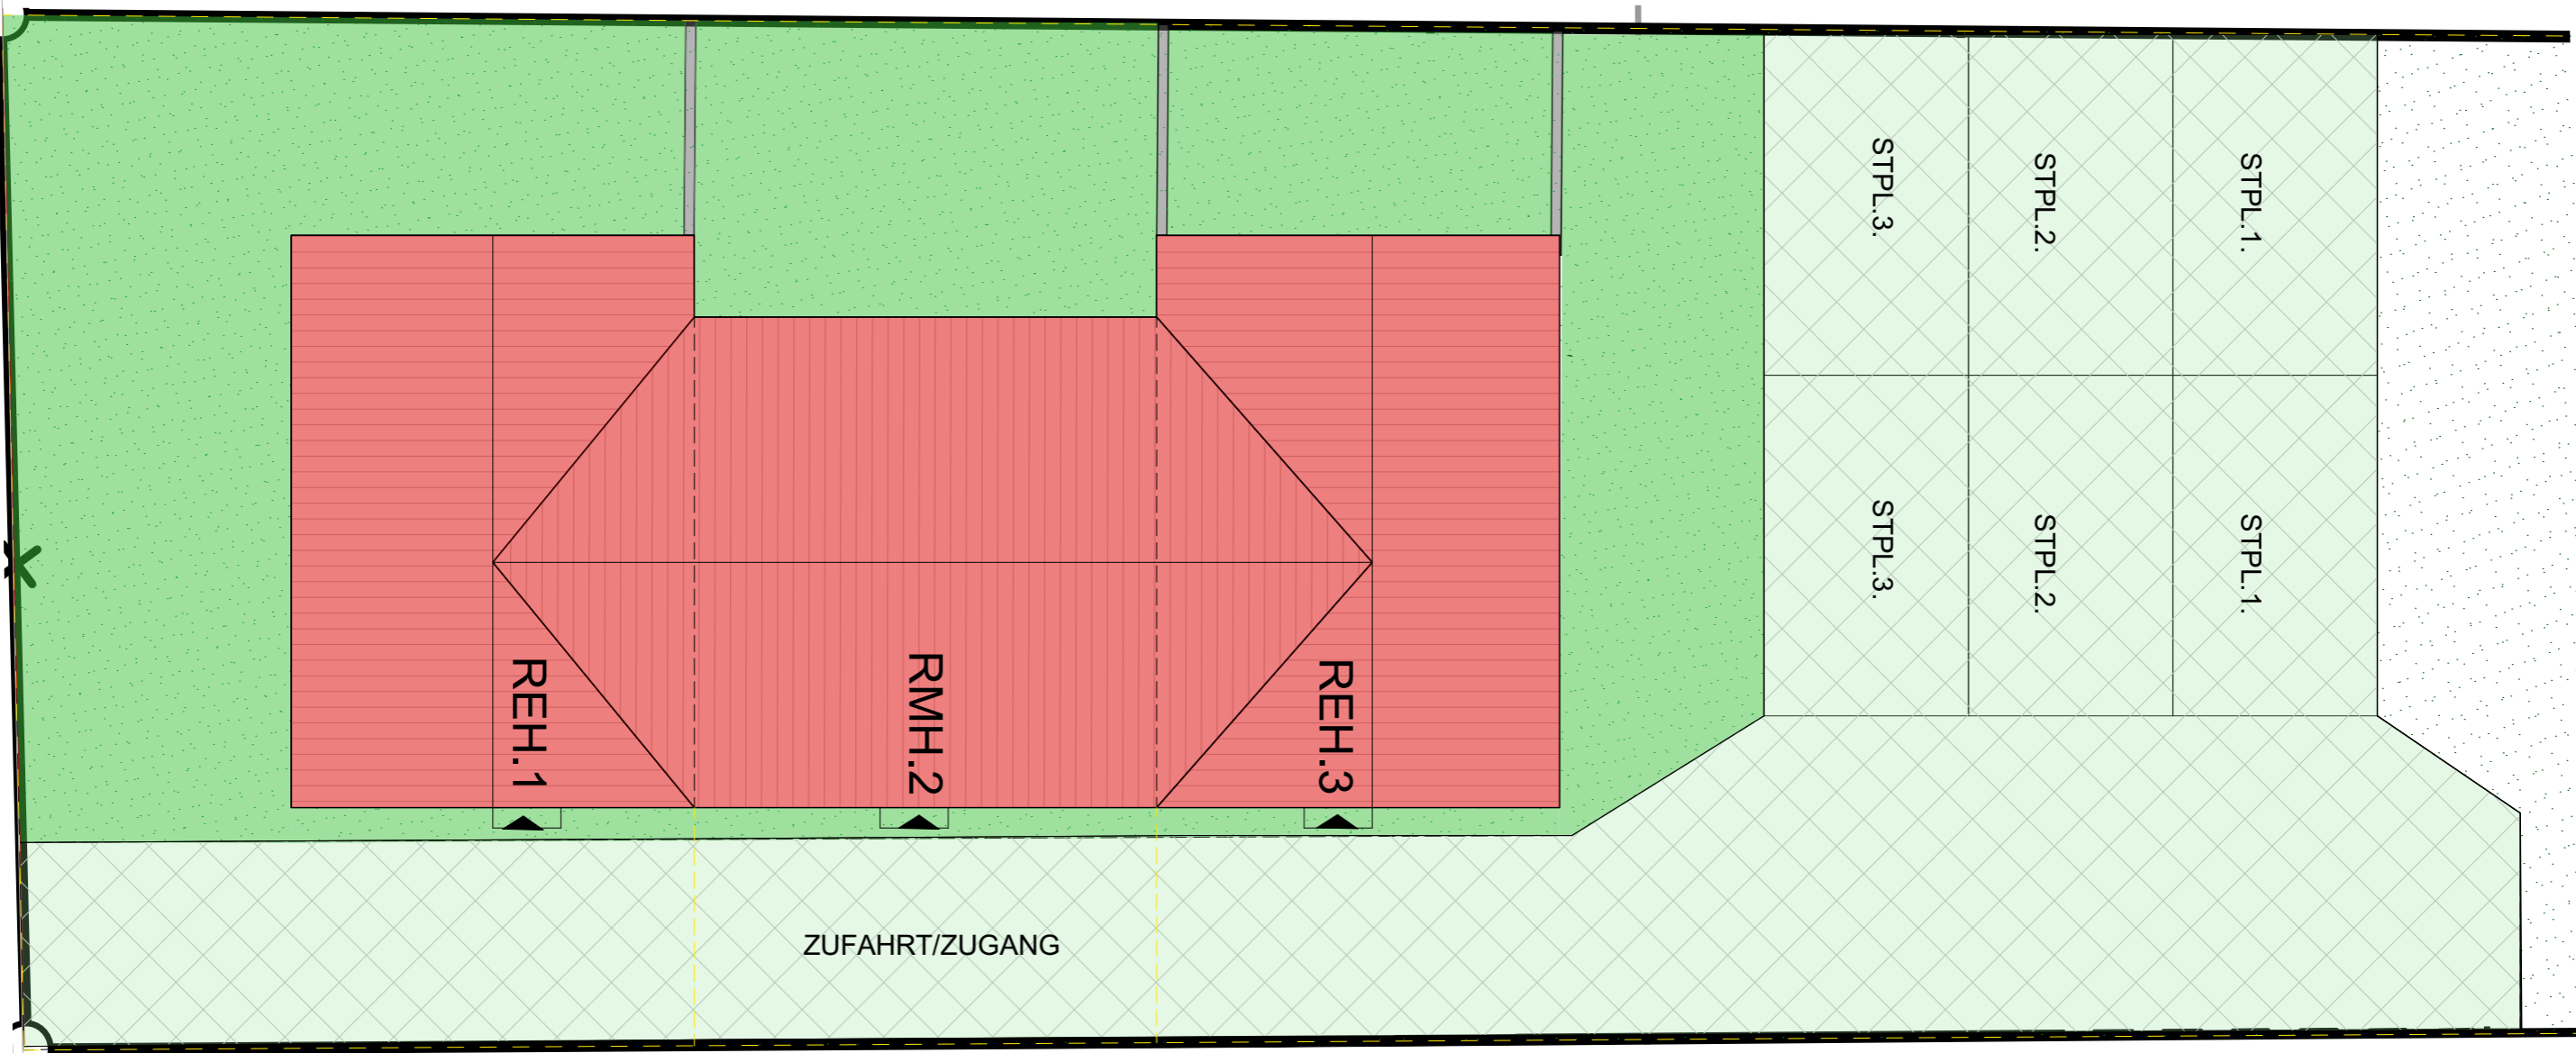 STPL.3.
STPL.2.
STPL.1.
STPL.3.
STPL.2.
STPL.1.
REH.1
RMH.2
REH.3
ZUFAHRT/ZUGANG